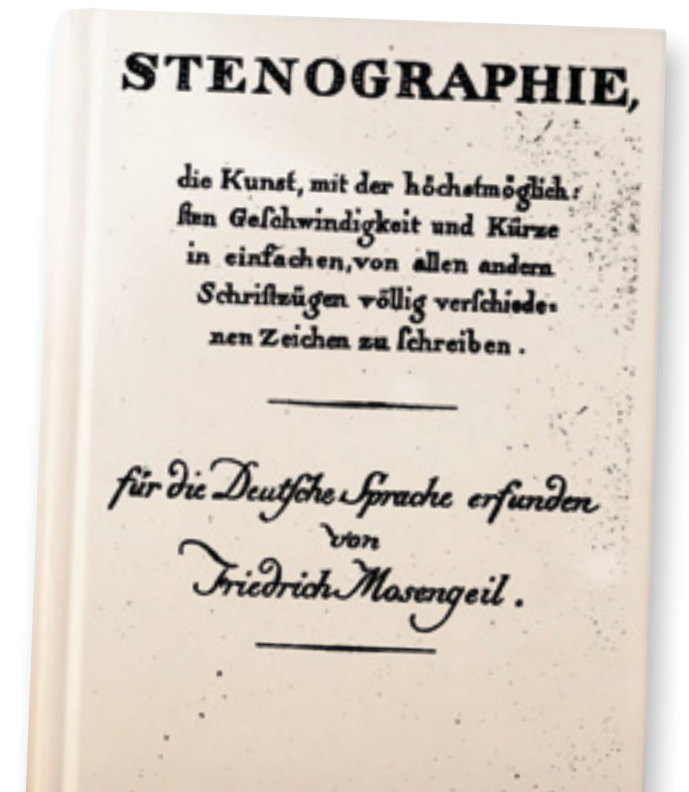 STENOGRAPHIE,
die Kunst, mit der höchstmöglich⸗
ſten Geſchwindigkeit und Kürze
in einfachen, von allen andern
Schriftzügen völlig verſchiede⸗
nen Zeichen zu ſchreiben.
für die Deutſche Sprache erfunden
von
Friedrich Mosengeil.